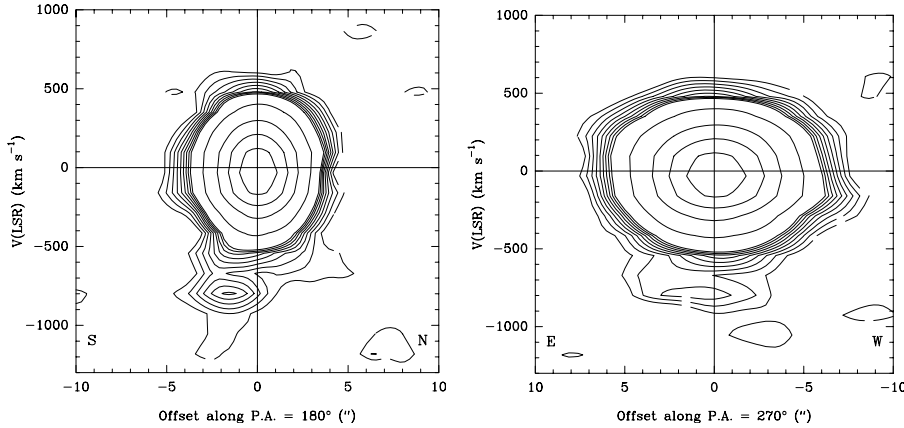 1000
500
0
−500
−1000
V(LSR) (km s⁻¹)
S
N
−10
−5
0
5
10
Offset along P.A. = 180° (″)
1000
500
0
−500
−1000
V(LSR) (km s⁻¹)
E
W
10
5
0
−5
−10
Offset along P.A. = 270° (″)